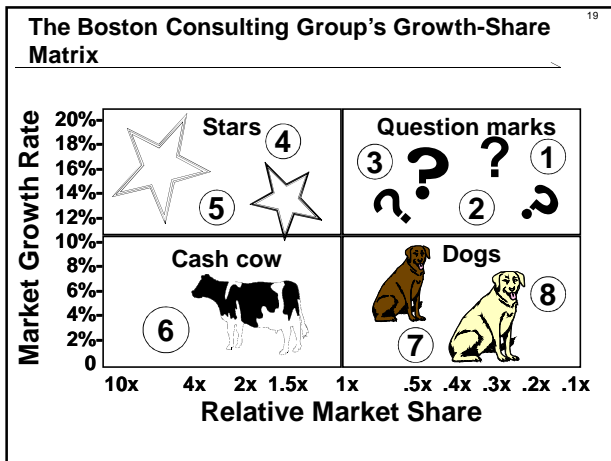 19
The Boston Consulting Group's Growth-Share
Matrix
Market Growth Rate
20%
18%
16%
14%
12%
10%
8%
6%
4%
2%
0
Stars
4
5
Question marks
3
?
?
1
?
2
?
Cash cow
6
Dogs
8
7
10x 4x 2x 1.5x 1x .5x .4x .3x .2x .1x
Relative Market Share